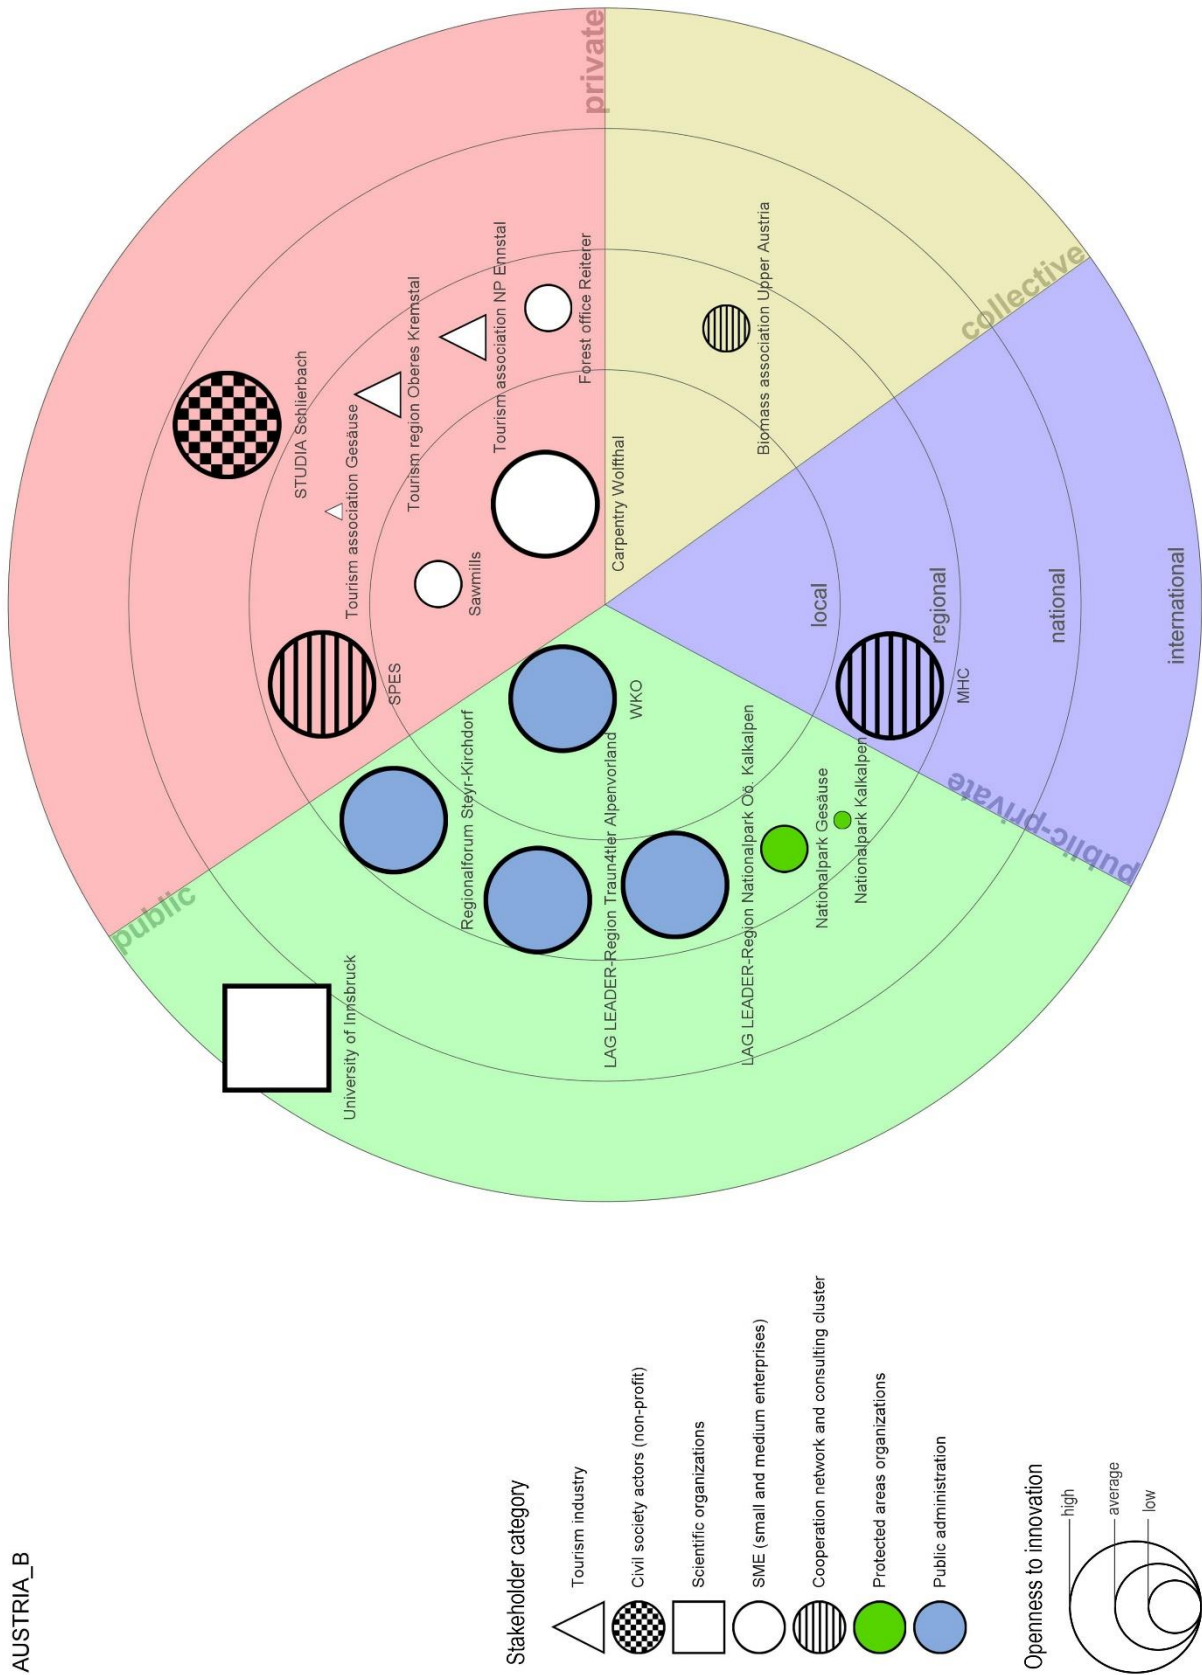 AUSTRIA_B
Stakeholder category
Tourism industry
Civil society actors (non-profit)
Scientific organizations
SME (small and medium enterprises)
Cooperation network and consulting cluster
Protected areas organizations
Public administration
Openness to innovation
high
average
low
public
private
collective
public-private
local
regional
national
international
University of Innsbruck
Regionalforum Steyr-Kirchdorf
LAG LEADER-Region Traun4tler Alpenvorland
LAG LEADER-Region Nationalpark Oö. Kalkalpen
WKO
Nationalpark Gesäuse
Nationalpark Kalkalpen
SPES
STUDIA Schlierbach
Tourism association Gesäuse
Tourism region Oberes Kremstal
Tourism association NP Ennstal
Forest office Reiterer
Sawmills
Carpentry Wolfthal
Biomass association Upper Austria
MHC